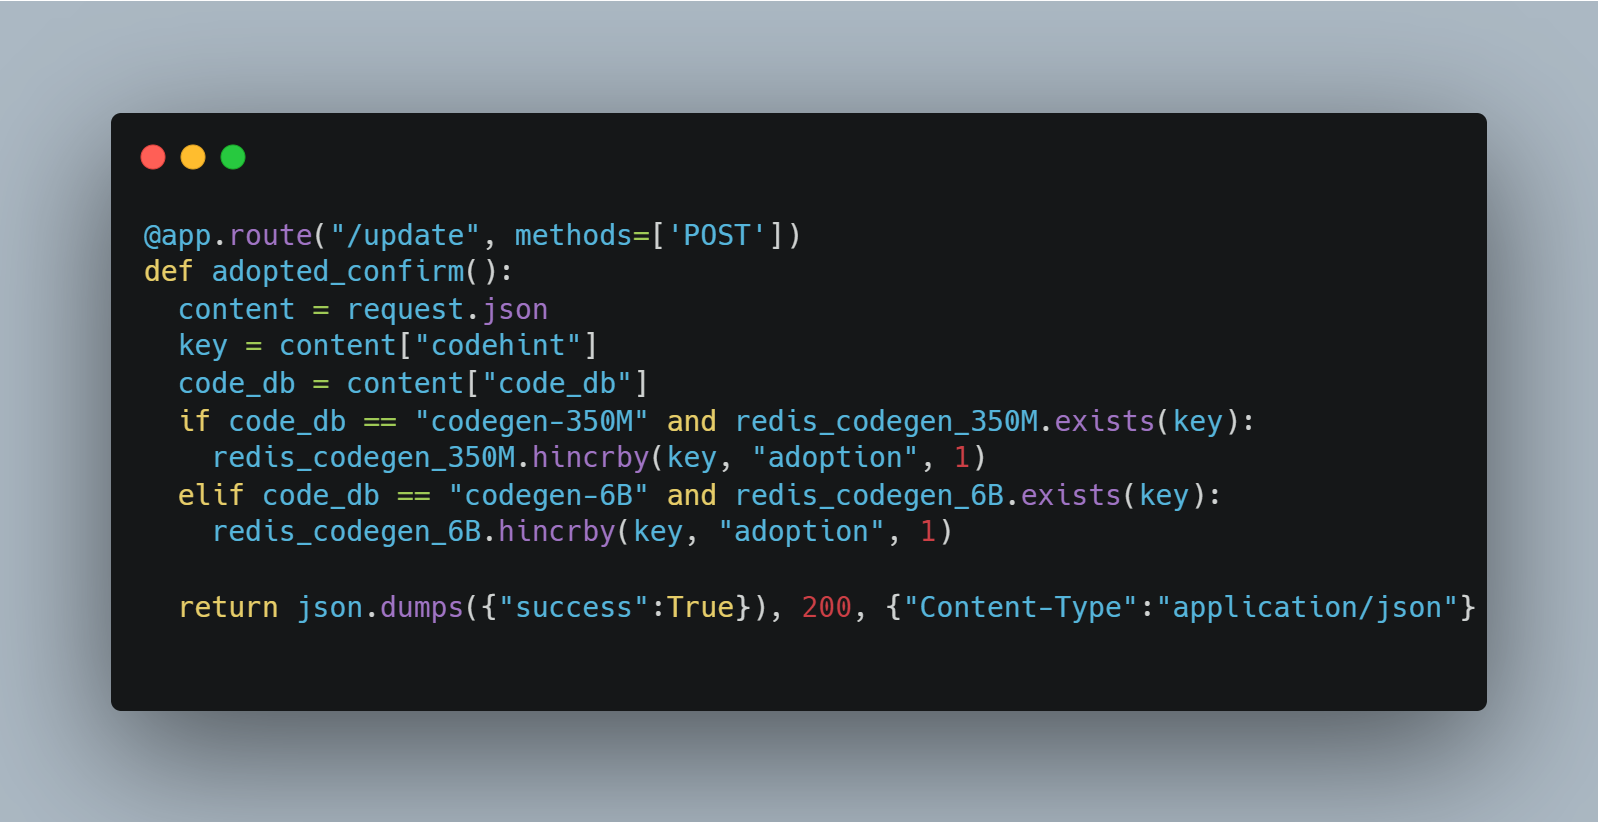 @app.route("/update", methods=['POST'])
def adopted_confirm():
  content = request.json
  key = content["codehint"]
  code_db = content["code_db"]
  if code_db == "codegen-350M" and redis_codegen_350M.exists(key):
    redis_codegen_350M.hincrby(key, "adoption", 1)
  elif code_db == "codegen-6B" and redis_codegen_6B.exists(key):
    redis_codegen_6B.hincrby(key, "adoption", 1)

  return json.dumps({"success":True}), 200, {"Content-Type":"application/json"}